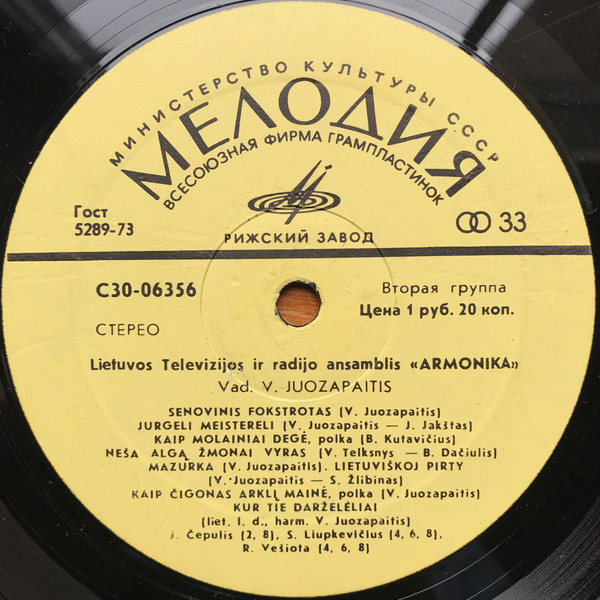 МИНИСТЕРСТВО КУЛЬТУРЫ СССР
МЕЛОДИЯ
ВСЕСОЮЗНАЯ ФИРМА ГРАМПЛАСТИНОК
Гост
5289-73
33
РИЖСКИЙ ЗАВОД
С30-06356
Вторая группа
Цена 1 руб. 20 коп.
СТЕРЕО
Lietuvos Televizijos ir radijo ansamblis «ARMONIKA»
Vad. V. JUOZAPAITIS
SENOVINIS FOKSTROTAS (V. Juozapaitis)
JURGELI MEISTERELI (V. Juozapaitis — J. Jakštas)
KAIP MOLAINIAI DEGĖ, polka (B. Kutavičius)
NEŠA ALGĄ ŽMONAI VYRAS (V. Telksnys — B. Dačiulis)
MAZURKA (V. Juozapaitis). LIETUVIŠKOJ PIRTY
(V. Juozapaitis — S. Žlibinas)
KAIP ČIGONAS ARKLĮ MAINĖ, polka (V. Juozapaitis)
KUR TIE DARŽELĖLIAI
(liet. l. d., harm. V. Juozapaitis)
J. Čepulis (2, 8), S. Liupkevičius (4, 6, 8),
R. Vešiota (4, 6, 8)